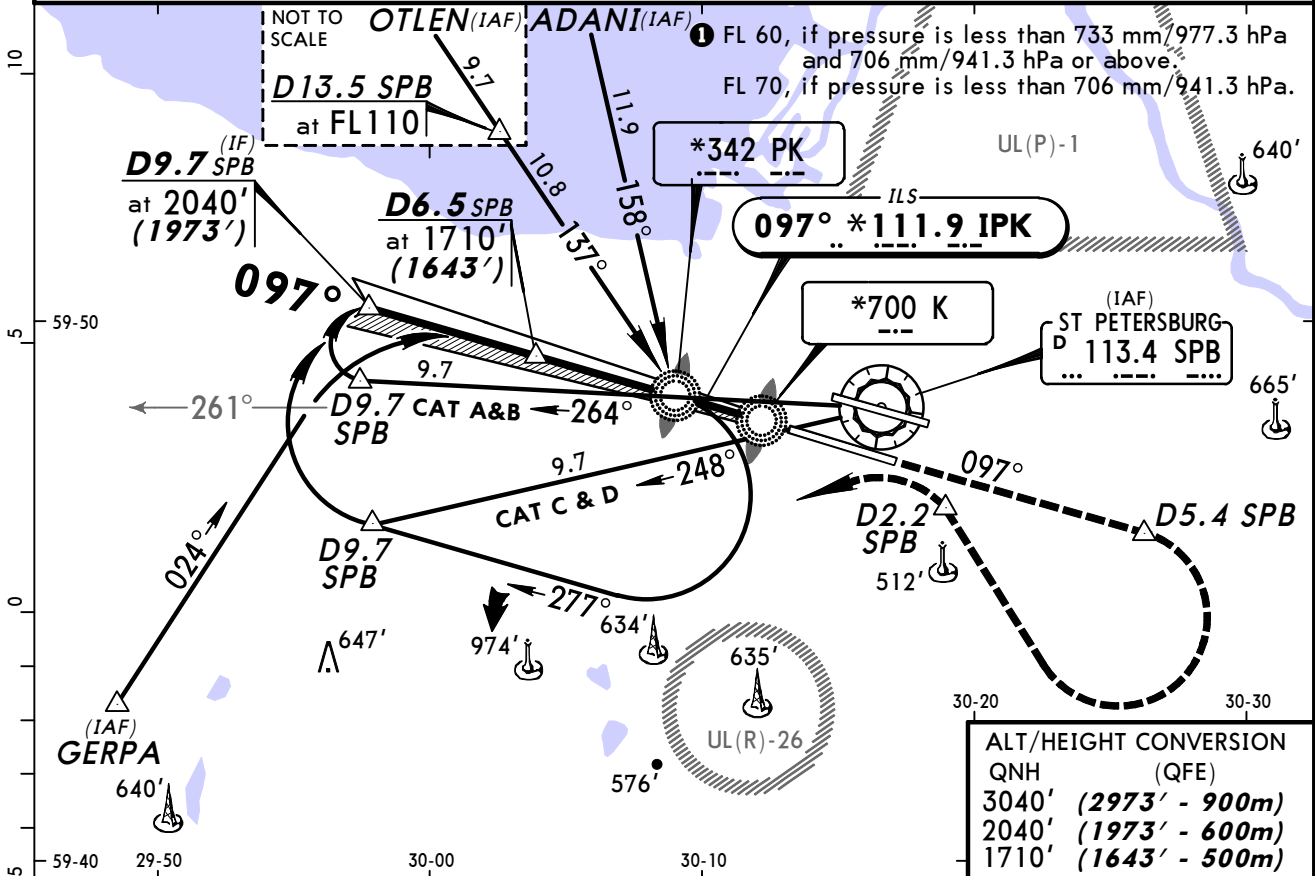 NOT TO
SCALE
OTLEN (IAF)
ADANI (IAF)
1 FL 60, if pressure is less than 733 mm/977.3 hPa
and 706 mm/941.3 hPa or above.
FL 70, if pressure is less than 706 mm/941.3 hPa.
10
9.7
D13.5 SPB
at FL110
11.9
(IF)
D9.7 SPB
at 2040'
(1973')
*342 PK
UL(P)-1
640'
10.8
158°
D6.5 SPB
at 1710'
(1643')
ILS
097° *111.9 IPK
137°
097°
*700 K
(IAF)
ST PETERSBURG
D 113.4 SPB
5
59-50
9.7
665'
261°
D9.7
SPB
CAT A&B
264°
9.7
248°
097°
CAT C & D
D2.2
SPB
D5.4 SPB
024°
D9.7
SPB
512'
277°
0
647'
974'
634'
635'
(IAF)
GERPA
30-20
30-30
UL(R)-26
640'
576'
ALT/HEIGHT CONVERSION
QNH (QFE)
3040' (2973' - 900m)
2040' (1973' - 600m)
1710' (1643' - 500m)
5
59-40
29-50
30-00
30-10